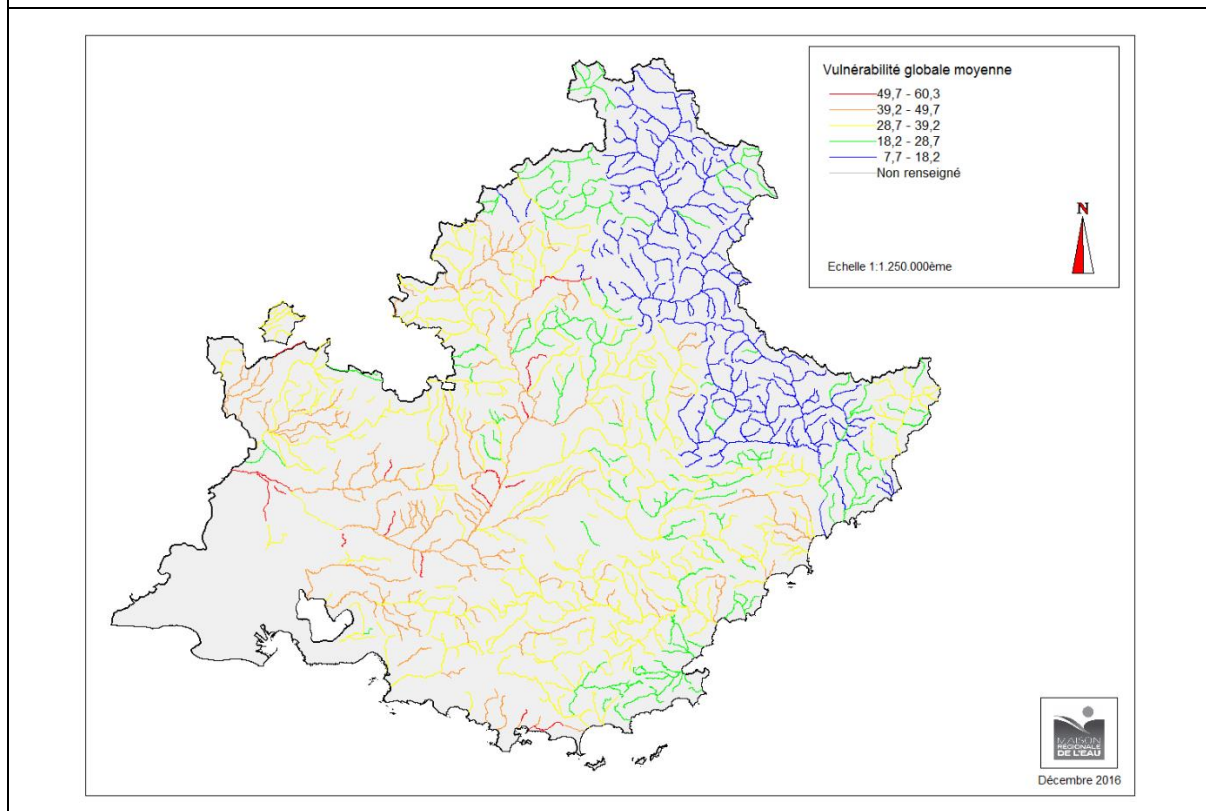 Vulnérabilité globale moyenne
49,7 - 60,3
39,2 - 49,7
28,7 - 39,2
18,2 - 28,7
7,7 - 18,2
Non renseigné
N
Echelle 1:1.250.000ème
MAISON
RÉGIONALE
DE L'EAU
Décembre 2016